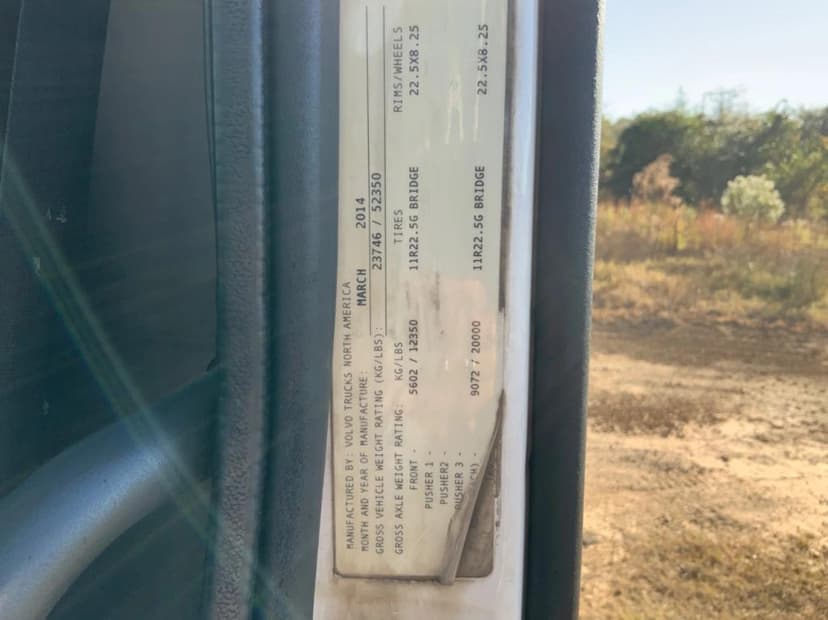 MANUFACTURED BY: VOLVO TRUCKS NORTH AMERICA
MONTH AND YEAR OF MANUFACTURE: MARCH 2014
GROSS VEHICLE WEIGHT RATING (KG/LBS): 23746 / 52350
GROSS AXLE WEIGHT RATING: KG/LBS TIRES RIMS/WHEELS
FRONT - 5602 / 12350 11R22.5G BRIDGE 22.5X8.25
PUSHER 1 -
PUSHER2 -
PUSHER 3 -
ACH) - 9072 / 20000 11R22.5G BRIDGE 22.5X8.25